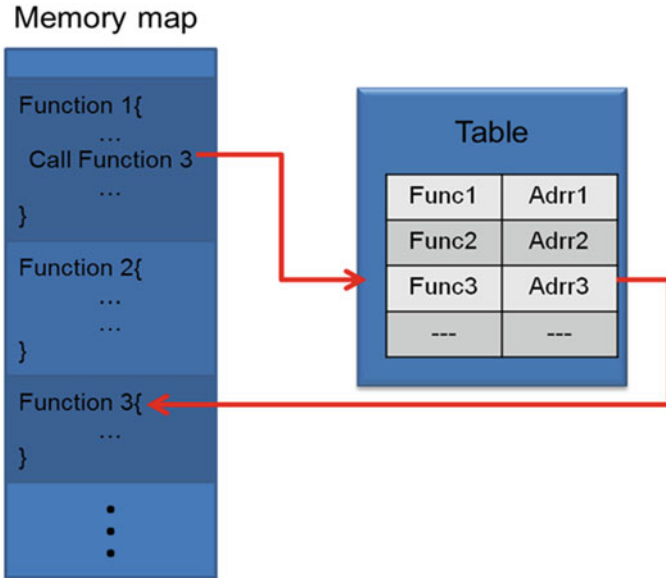 Memory map
Function 1{
...
Call Function 3
...
}
Function 2{
...
...
}
Function 3{
...
}
Table
Func1 Adrr1
Func2 Adrr2
Func3 Adrr3
--- ---